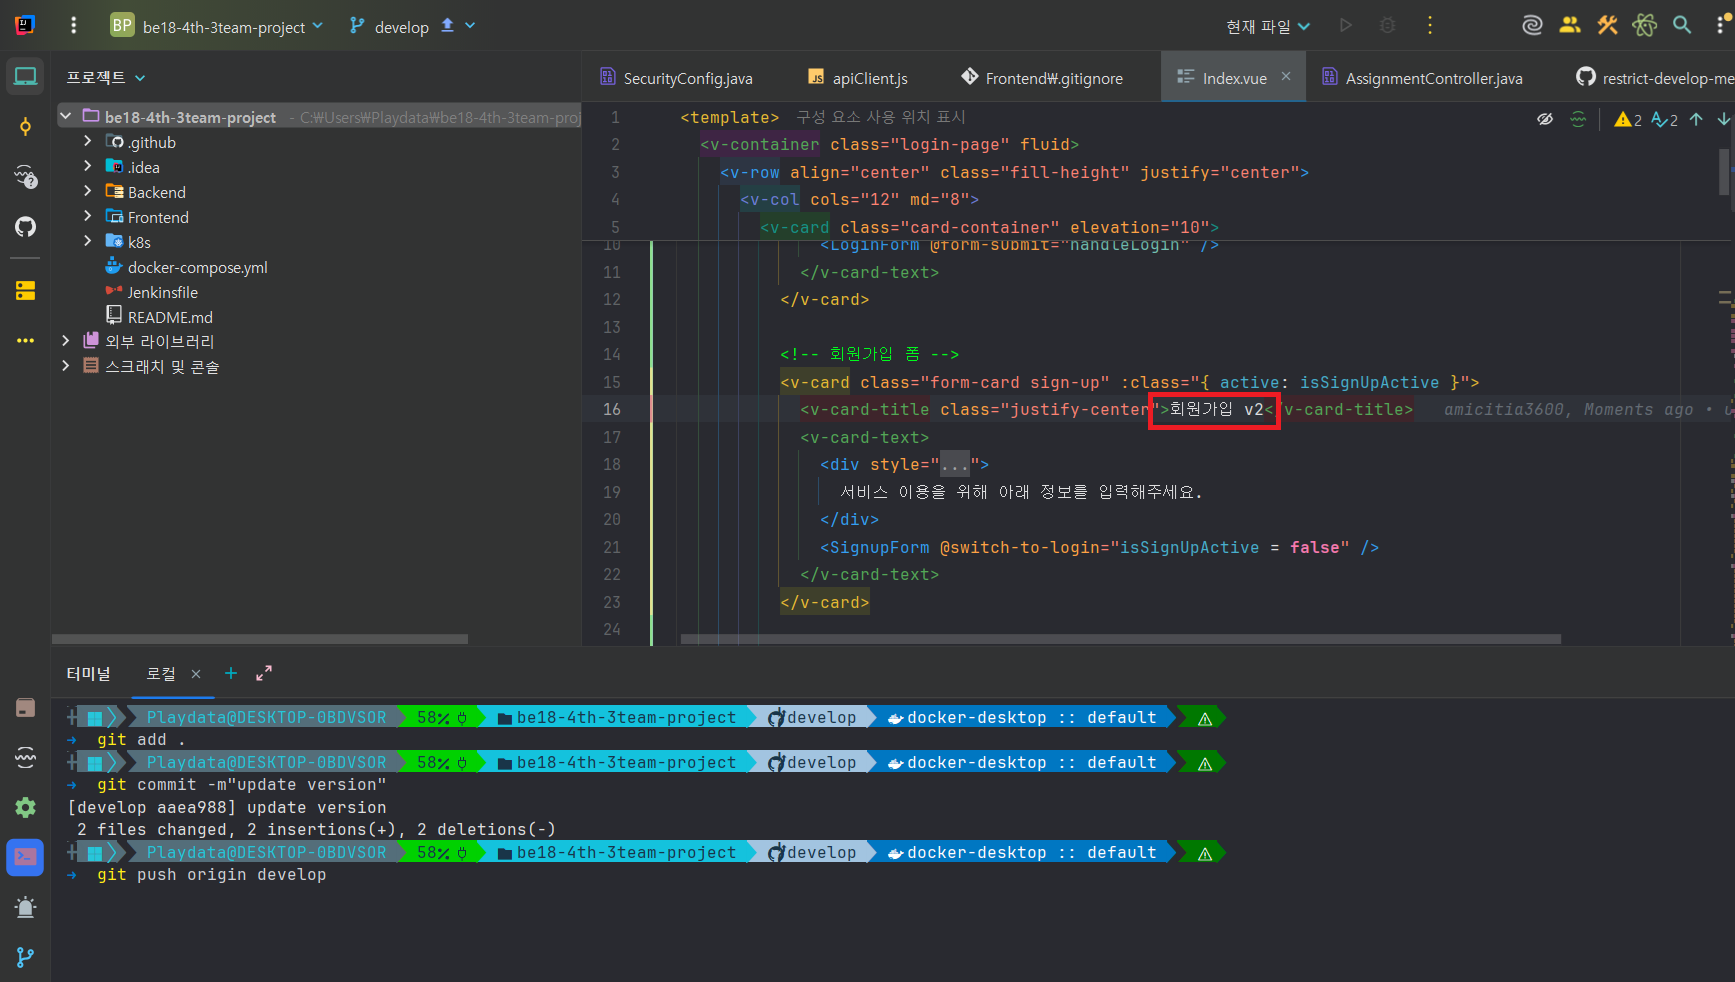 BP be18-4th-3team-project develop 현재 파일
프로젝트
SecurityConfig.java apiClient.js Frontend₩.gitignore Index.vue AssignmentController.java restrict-develop-me
be18-4th-3team-project - C:₩Users₩Playdata₩be18-4th-3team-proj
.github
.idea
Backend
Frontend
k8s
docker-compose.yml
Jenkinsfile
README.md
외부 라이브러리
스크래치 및 콘솔
1 <template> 구성 요소 사용 위치 표시
2 <v-container class="login-page" fluid>
3 <v-row align="center" class="fill-height" justify="center">
4 <v-col cols="12" md="8">
5 <v-card class="card-container" elevation="10">
10 <LoginForm @form-submit="handleLogin" />
11 </v-card-text>
12 </v-card>
13
14 <!-- 회원가입 폼 -->
15 <v-card class="form-card sign-up" :class="{ active: isSignUpActive }">
16 <v-card-title class="justify-center">회원가입 v2</v-card-title> amicitia3600, Moments ago •
17 <v-card-text>
18 <div style="...">
19 서비스 이용을 위해 아래 정보를 입력해주세요.
20 </div>
21 <SignupForm @switch-to-login="isSignUpActive = false" />
22 </v-card-text>
23 </v-card>
24
2 2
터미널 로컬
Playdata@DESKTOP-OBDVSOR 58% be18-4th-3team-project develop docker-desktop :: default
→ git add .
Playdata@DESKTOP-OBDVSOR 58% be18-4th-3team-project develop docker-desktop :: default
→ git commit -m"update version"
[develop aaea988] update version
2 files changed, 2 insertions(+), 2 deletions(-)
Playdata@DESKTOP-OBDVSOR 58% be18-4th-3team-project develop docker-desktop :: default
→ git push origin develop